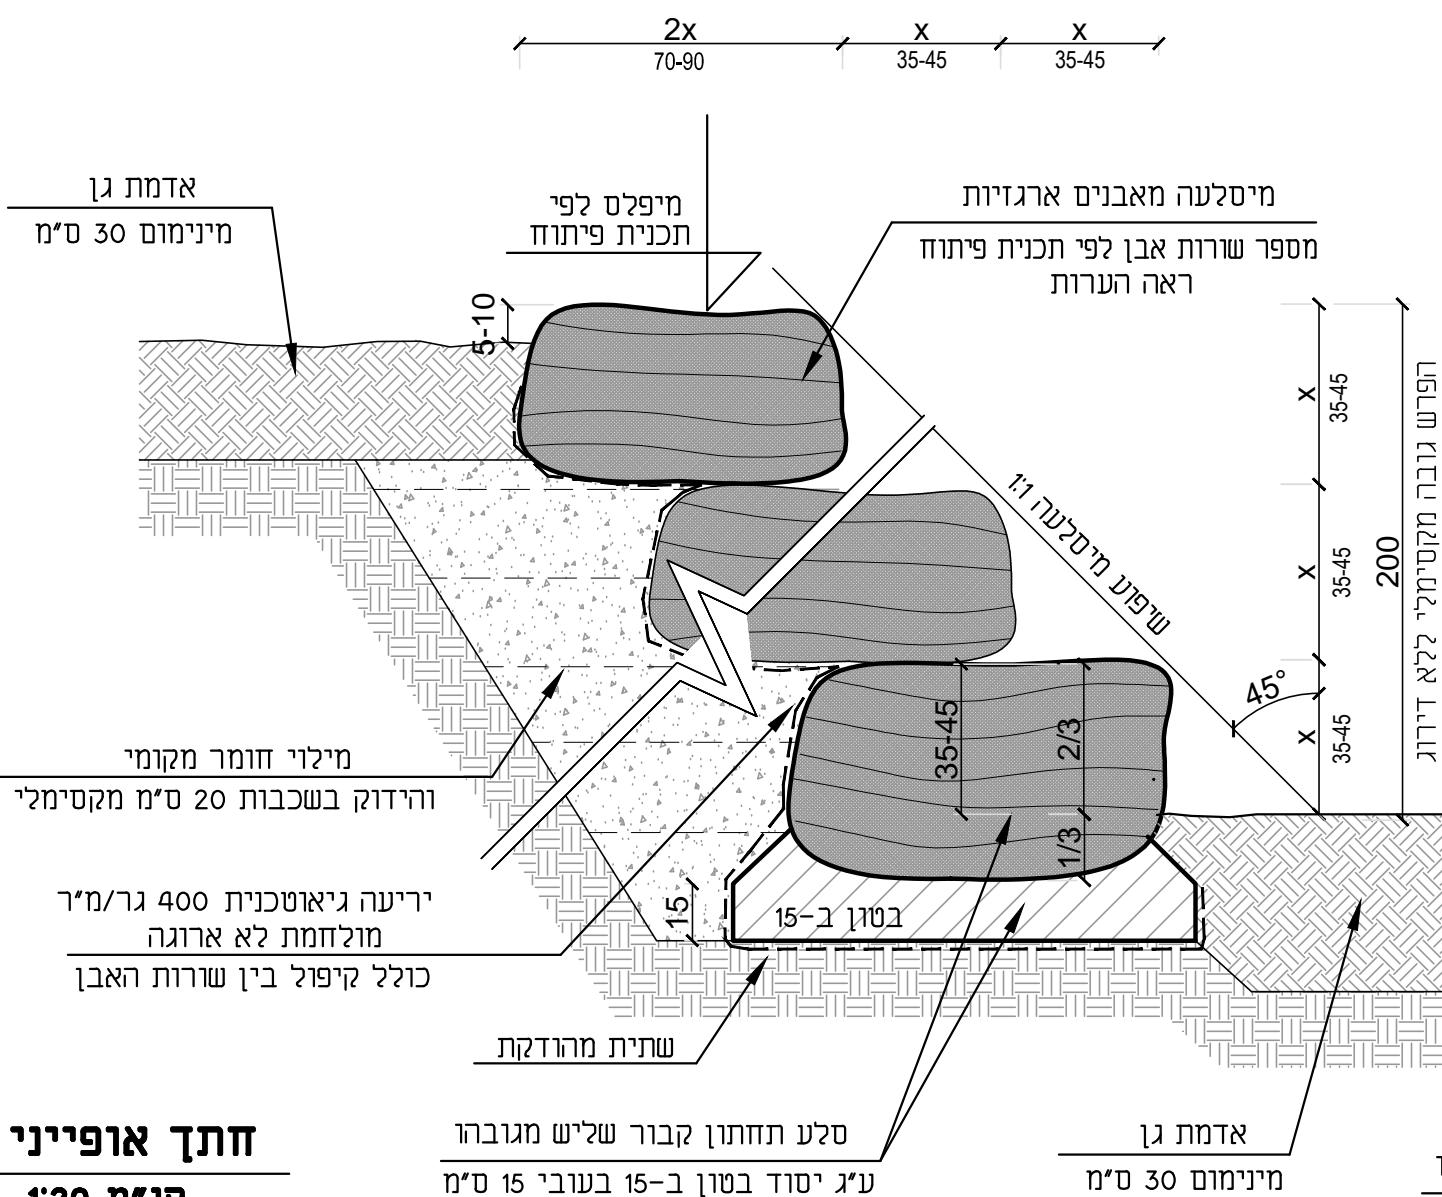 2x
x
x
70-90
35-45
35-45
אדמת גן
מינימום 30 ס"מ
מיפלס לפי
תכנית פיתוח
מיסלעה מאבנים ארגזיות
מספר שורות אבן לפי תכנית פיתוח
ראה הערות
5-10
x
35-45
x
35-45
x
35-45
200
הפרש גובה מקסימלי ללא דירוג
שיפוע מיסלעה 1:1
45°
35-45
2/3
1/3
מילוי חומר מקומי
והידוק בשכבות 20 ס"מ מקסימלי
יריעה גיאוטכנית 400 גר/מ"ר
מולחמת לא ארוגה
כולל קיפול בין שורות האבן
15
בטון ב-15
שתית מהודקת
סלע תחתון קבור שליש מגובהו
ע"ג יסוד בטון ב-15 בעובי 15 ס"מ
אדמת גן
מינימום 30 ס"מ
חתך אופייני
קנ"מ 1:20